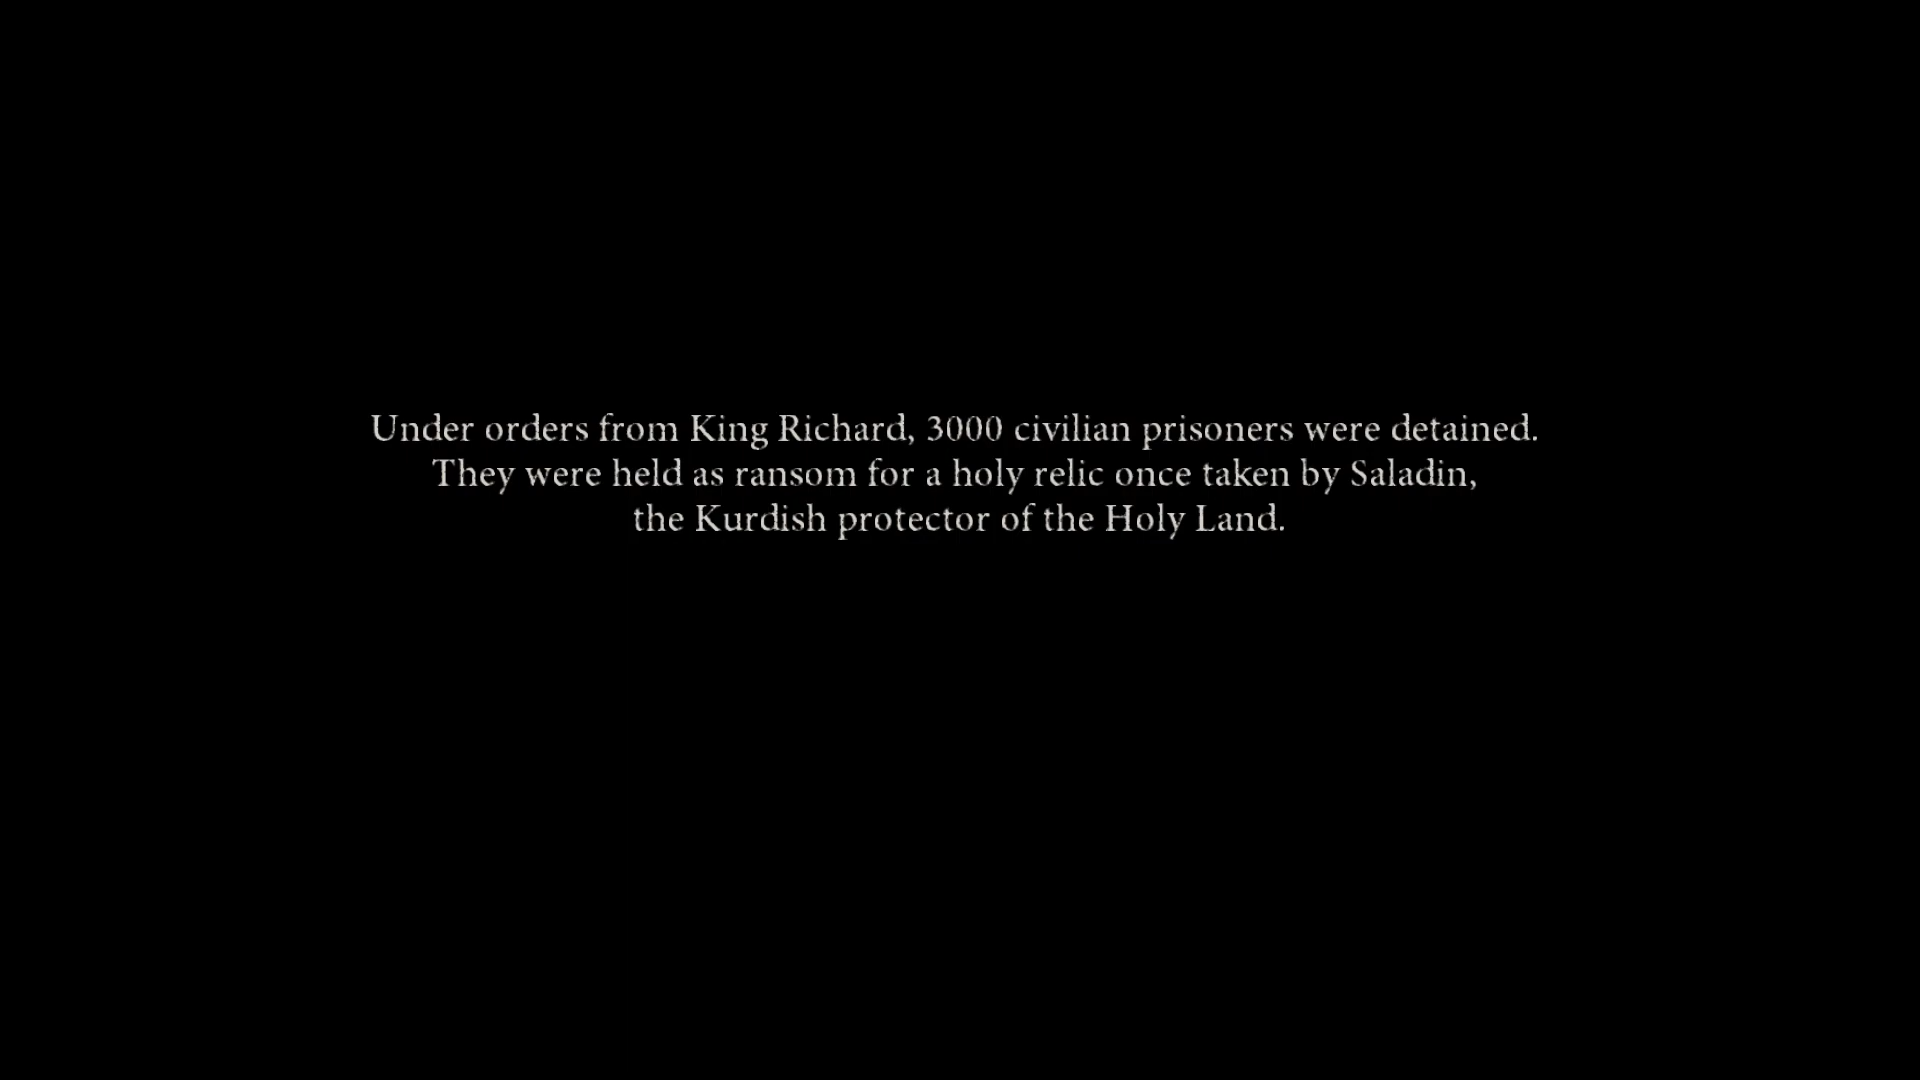 Under orders from King Richard, 3000 civilian prisoners were detained.
They were held as ransom for a holy relic once taken by Saladin,
the Kurdish protector of the Holy Land.